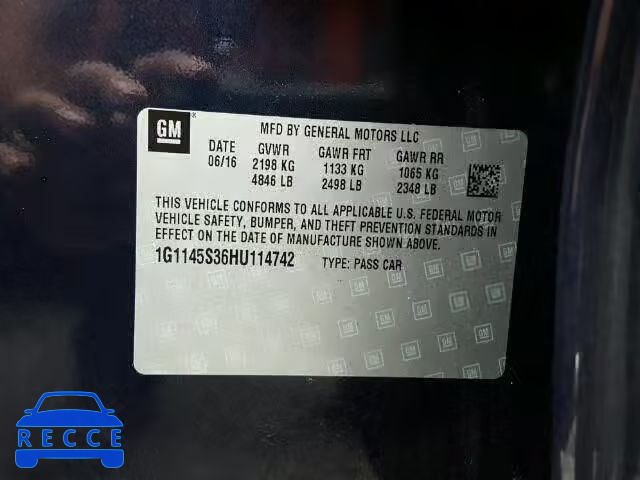 GM
MFD BY GENERAL MOTORS LLC
DATE GVWR GAWR FRT GAWR RR
06/16 2198 KG 1133 KG 1065 KG
4846 LB 2498 LB 2348 LB
THIS VEHICLE CONFORMS TO ALL APPLICABLE U.S. FEDERAL MOTOR
VEHICLE SAFETY, BUMPER, AND THEFT PREVENTION STANDARDS
IN EFFECT ON THE DATE OF MANUFACTURE SHOWN ABOVE.
1G1145S36HU114742 TYPE: PASS CAR
RECCE